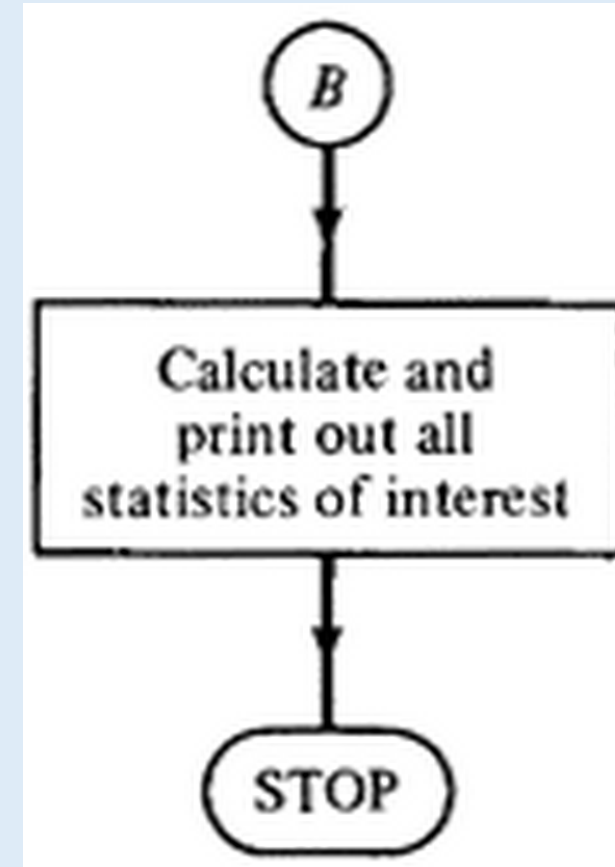 B
Calculate and
print out all
statistics of interest
STOP